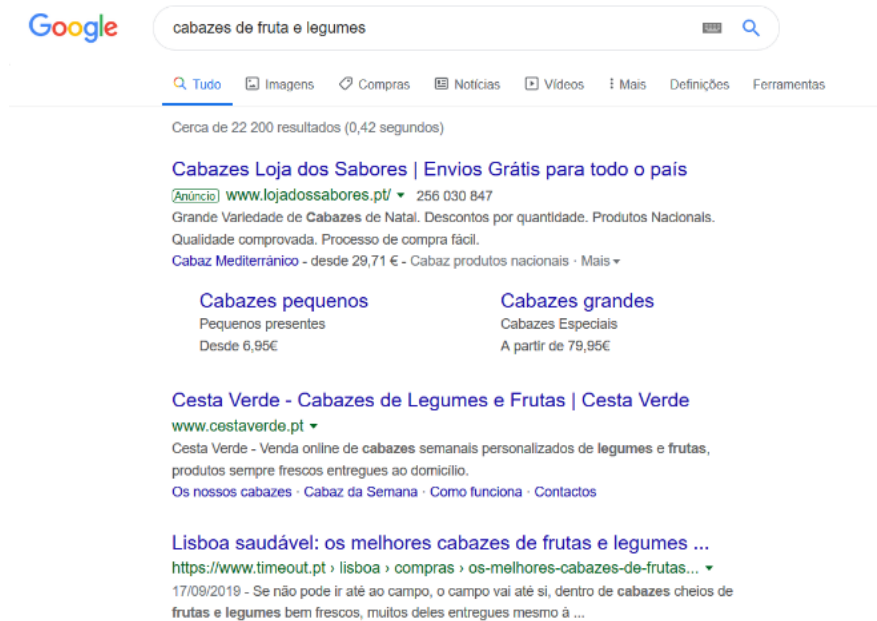 Google
cabazes de fruta e legumes
Tudo Imagens Compras Notícias Vídeos Mais Definições Ferramentas
Cerca de 22 200 resultados (0,42 segundos)
Cabazes Loja dos Sabores | Envios Grátis para todo o país
Anúncio www.lojadossabores.pt/ 256 030 847
Grande Variedade de Cabazes de Natal. Descontos por quantidade. Produtos Nacionais.
Qualidade comprovada. Processo de compra fácil.
Cabaz Mediterránico - desde 29,71 € - Cabaz produtos nacionais · Mais
Cabazes pequenos Cabazes grandes
Pequenos presentes Cabazes Especiais
Desde 6,95€ A partir de 79,95€
Cesta Verde - Cabazes de Legumes e Frutas | Cesta Verde
www.cestaverde.pt
Cesta Verde - Venda online de cabazes semanais personalizados de legumes e frutas,
produtos sempre frescos entregues ao domicílio.
Os nossos cabazes · Cabaz da Semana · Como funciona · Contactos
Lisboa saudável: os melhores cabazes de frutas e legumes ...
https://www.timeout.pt › lisboa › compras › os-melhores-cabazes-de-frutas...
17/09/2019 - Se não pode ir até ao campo, o campo vai até si, dentro de cabazes cheios de
frutas e legumes bem frescos, muitos deles entregues mesmo à ...